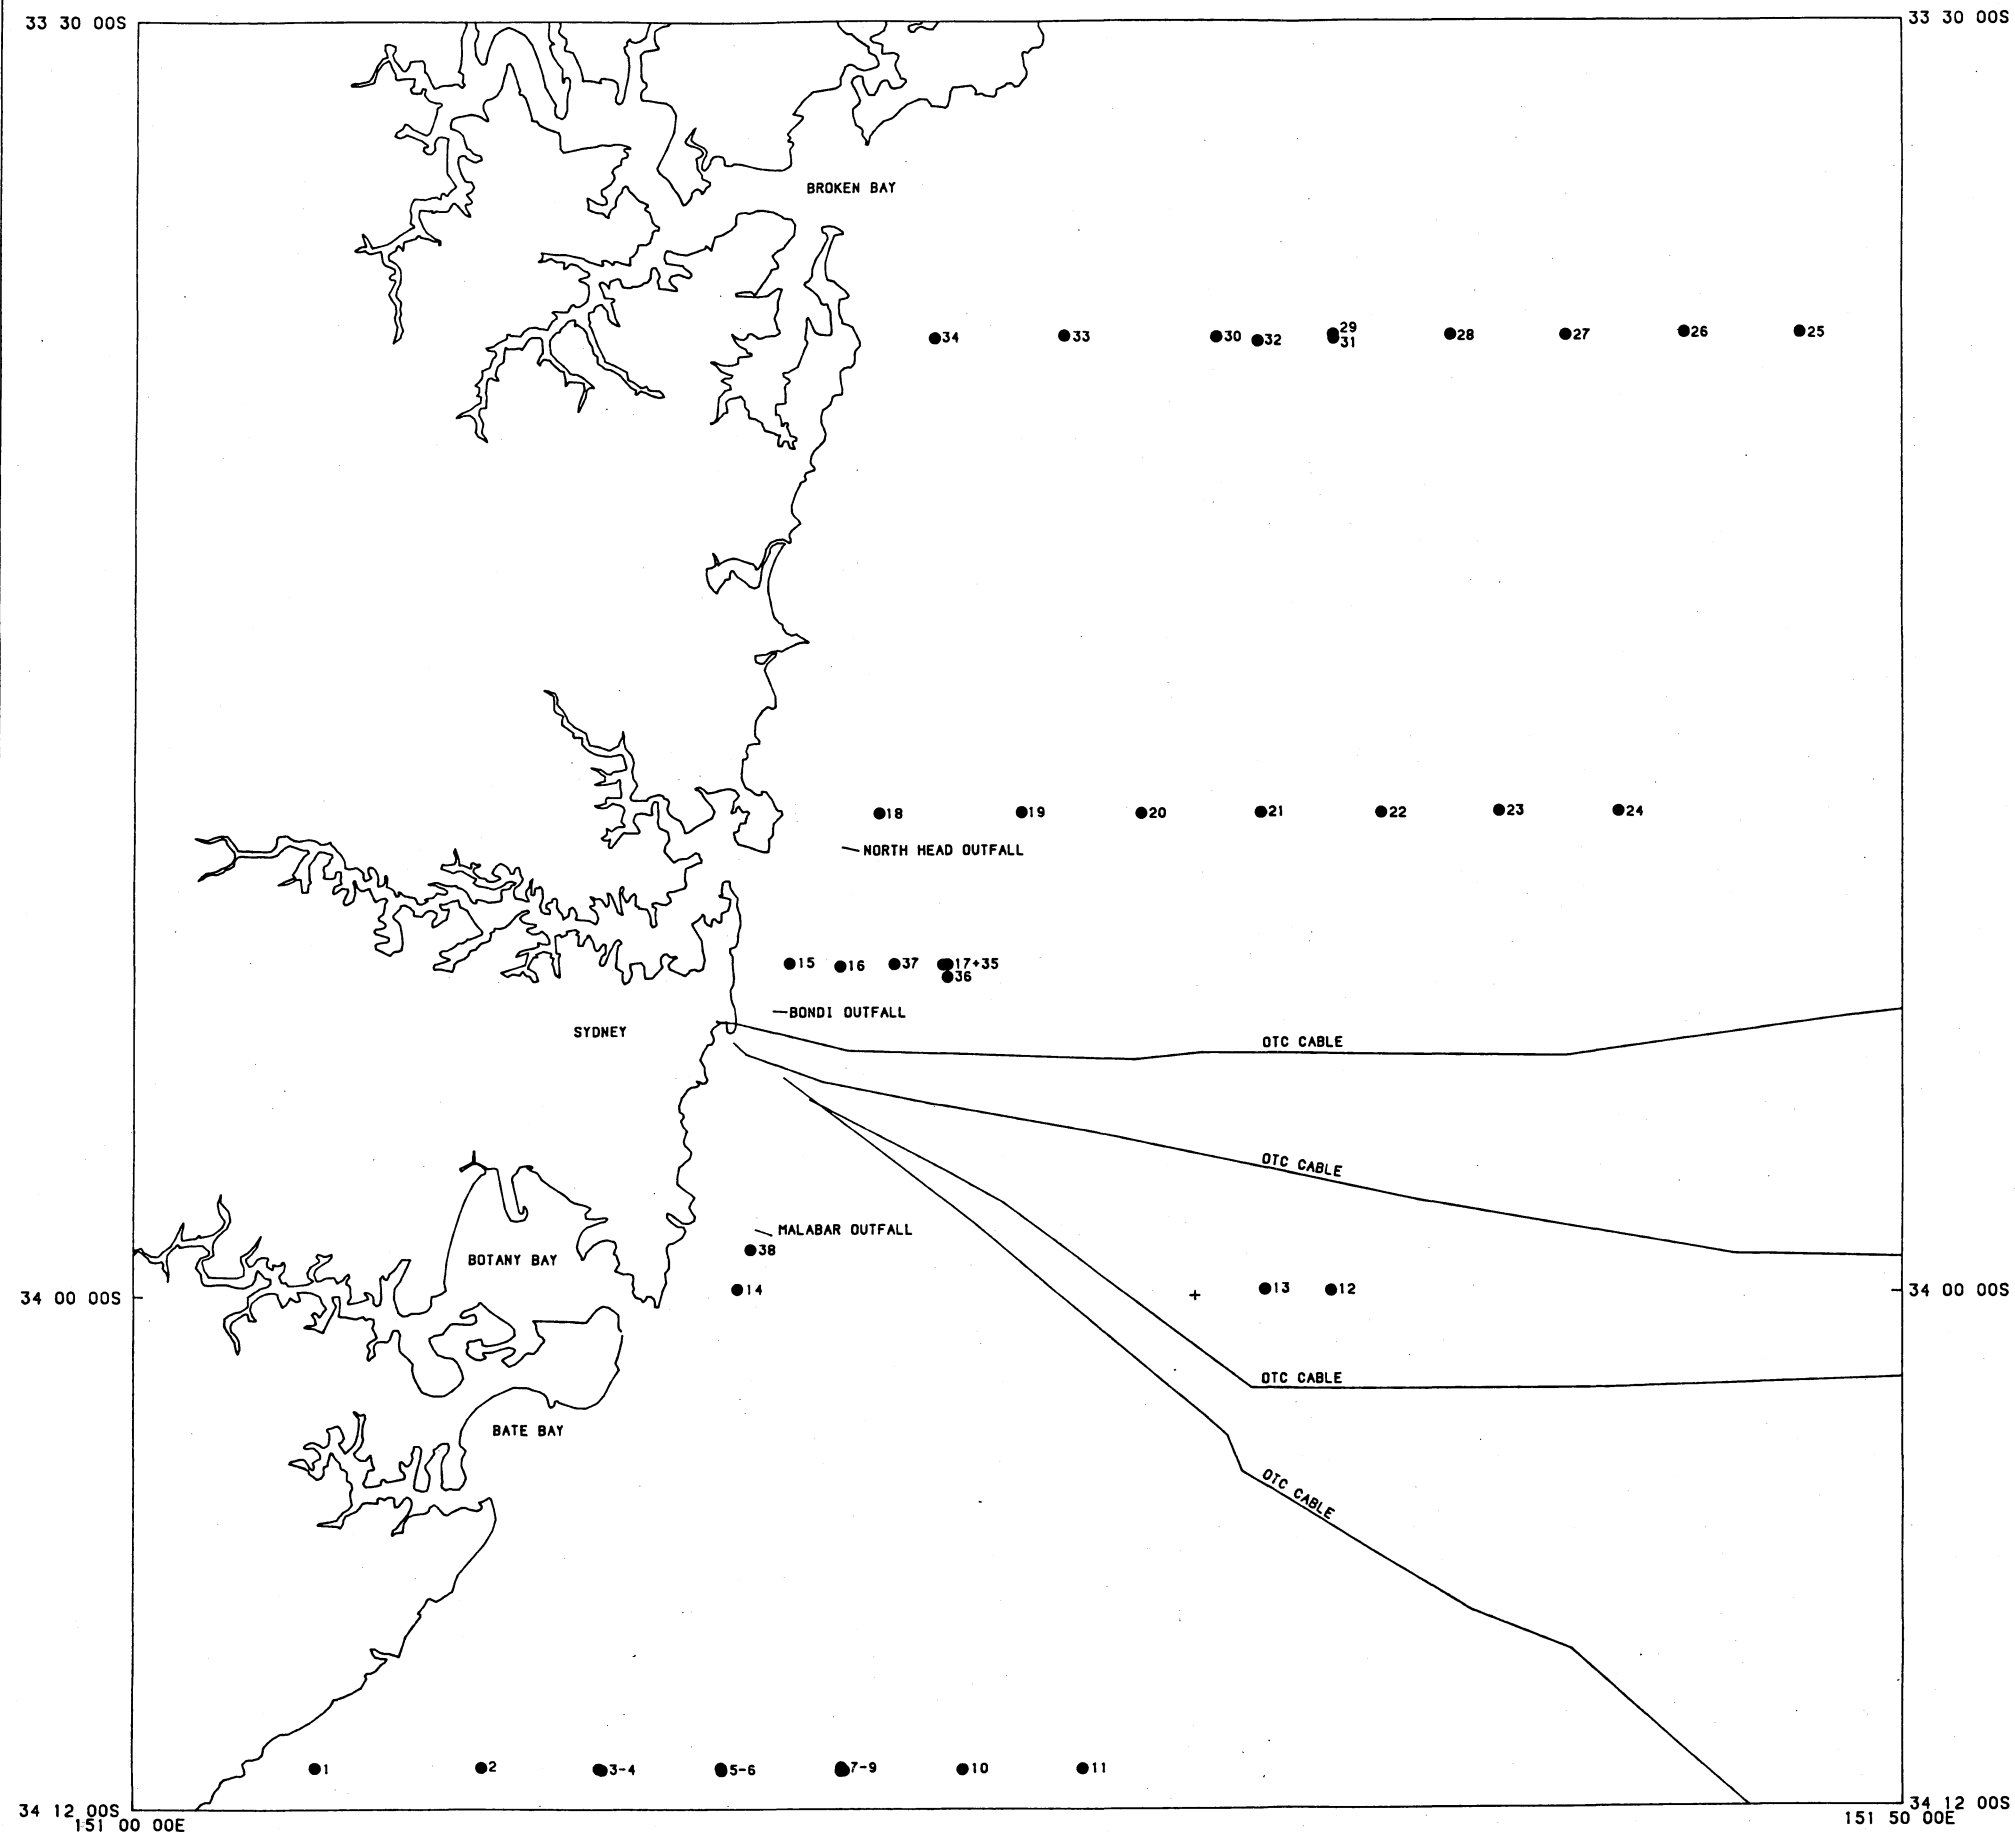 33 30 00S
33 30 00S
BROKEN BAY
34
33
30
32
29
31
28
27
26
25
18
19
20
21
22
23
24
NORTH HEAD OUTFALL
15
16
37
17+35
36
BONDI OUTFALL
SYDNEY
OTC CABLE
OTC CABLE
MALABAR OUTFALL
38
BOTANY BAY
14
13
12
34 00 00S
34 00 00S
OTC CABLE
BATE BAY
OTC CABLE
1
2
3-4
5-6
7-9
10
11
34 12 00S
34 12 00S
151 00 00E
151 50 00E